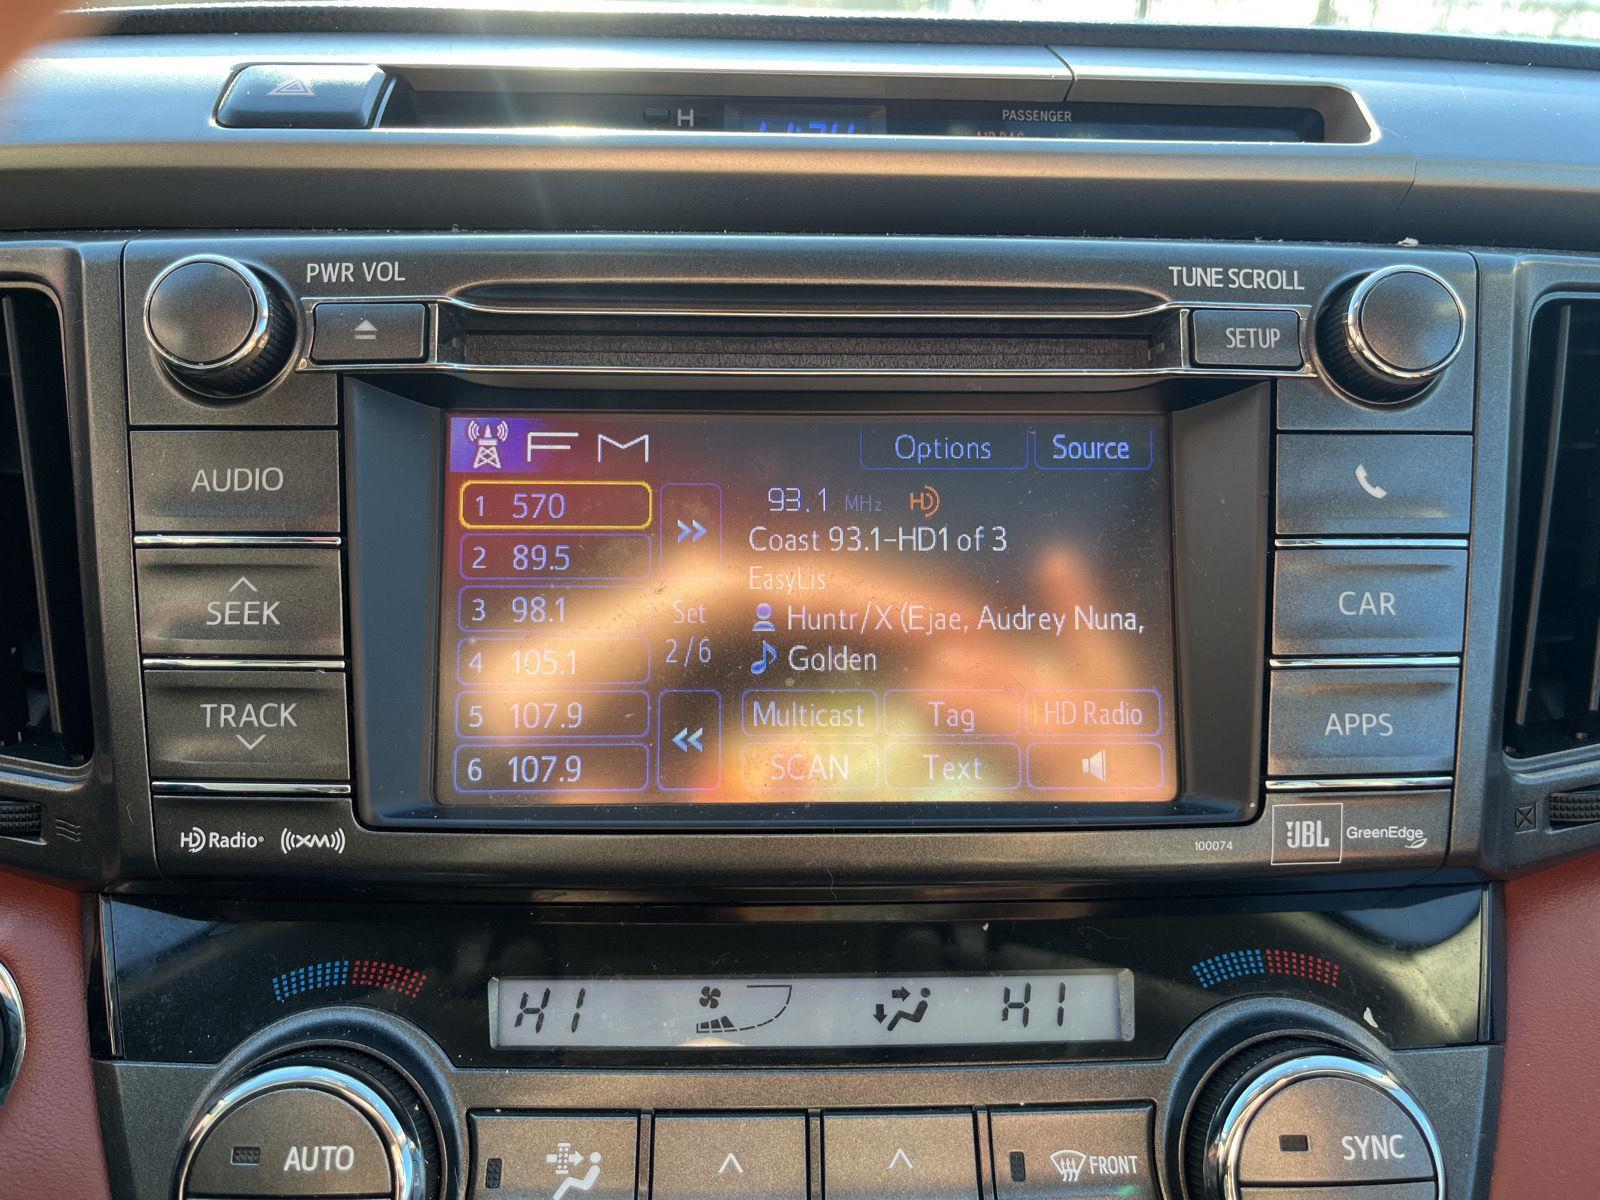 H
PASSENGER
PWR VOL
TUNE SCROLL
SETUP
AUDIO
SEEK
TRACK
FM
Options
Source
1 570
2 89.5
3 98.1
4 105.1
5 107.9
6 107.9
Set
2/6
93.1 MHz HD
Coast 93.1-HD1 of 3
EasyLis
Huntr/X (Ejae, Audrey Nuna,
Golden
Multicast
Tag
HD Radio
SCAN
Text
CAR
APPS
HD Radio®
((XM))
100074
JBL
GreenEdge
HI
HI
AUTO
FRONT
SYNC